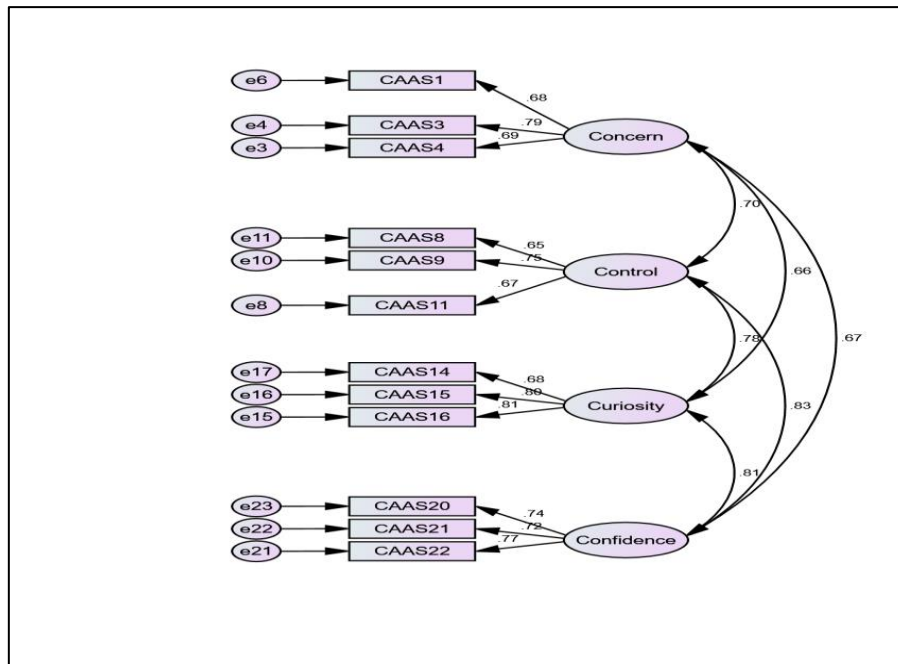 e6 CAAS1
.68
e4 CAAS3 .79 Concern
e3 CAAS4 .69
.70
e11 CAAS8 .65
e10 CAAS9 .75 Control .66
e8 CAAS11 .67
.78 .67
e17 CAAS14 .68
e16 CAAS15 .80 Curiosity .83
e15 CAAS16 .81
.81
e23 CAAS20 .74
e22 CAAS21 .72 Confidence
e21 CAAS22 .77